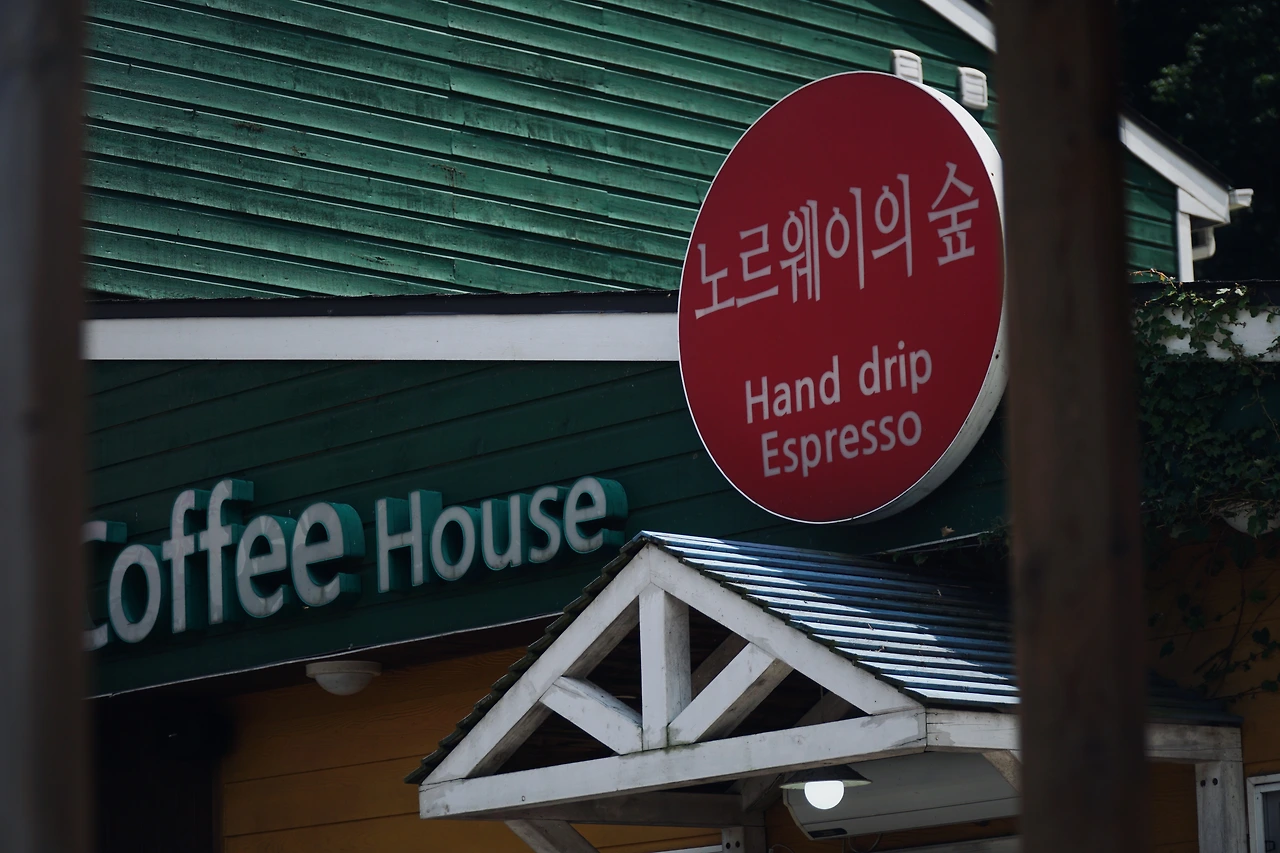 노르웨이의 숲
Hand drip
Espresso
Coffee House